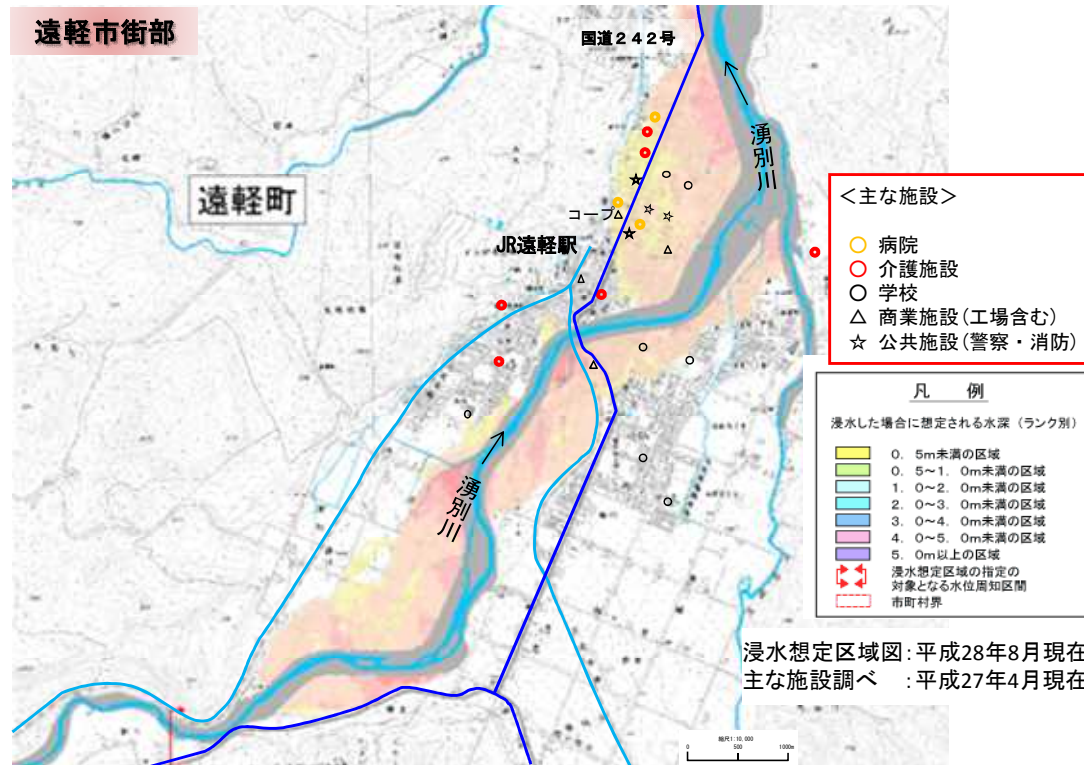 遠軽市街部
国道242号
湧別川
遠軽町
コープ
JR遠軽駅
湧別川
<主な施設>
病院
介護施設
学校
商業施設(工場含む)
公共施設(警察・消防)
凡 例
浸水した場合に想定される水深(ランク別)
0.5m未満の区域
0.5~1.0m未満の区域
1.0~2.0m未満の区域
2.0~3.0m未満の区域
3.0~4.0m未満の区域
4.0~5.0m未満の区域
5.0m以上の区域
浸水想定区域の指定の
対象となる水位周知区間
市町村界
浸水想定区域図:平成28年8月現在
主な施設調べ :平成27年4月現在
縮尺1:10,000
0 500 1000m